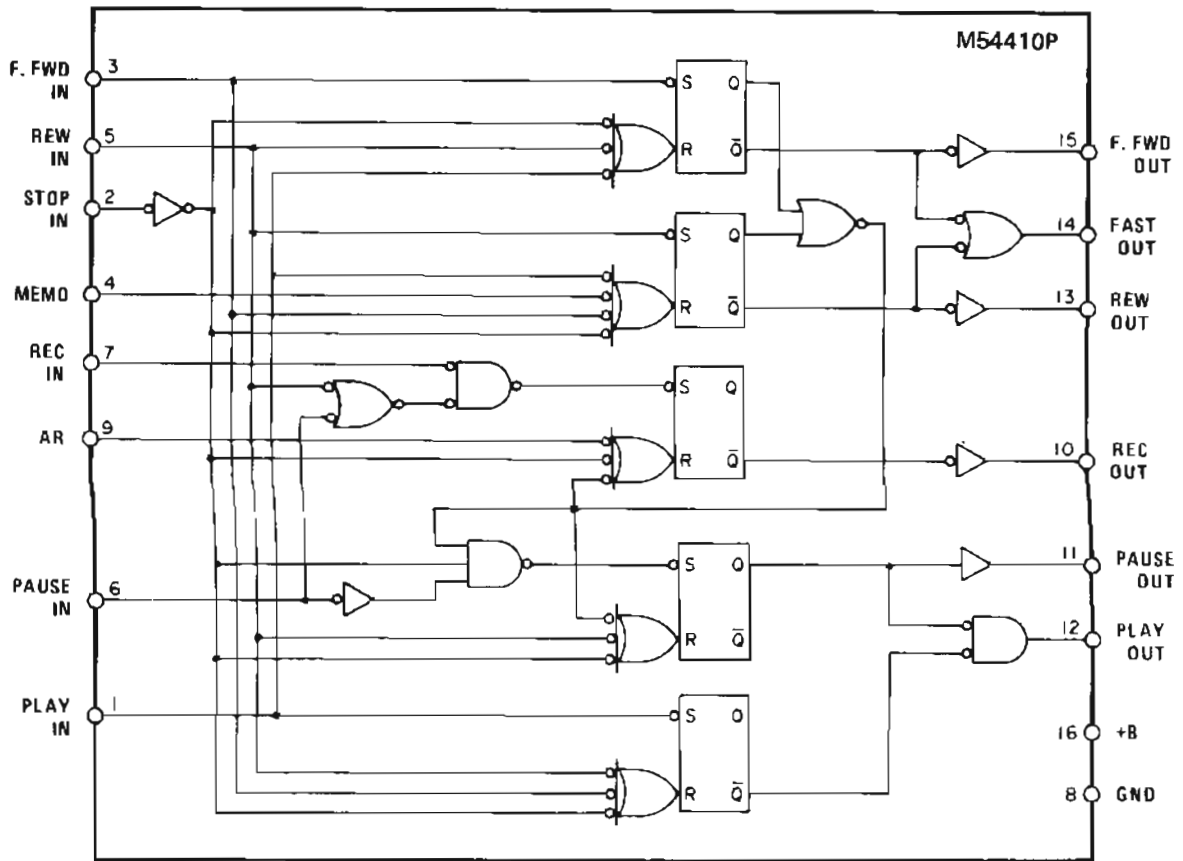 M54410P
F. FWD
IN
3
REW
IN
5
STOP
IN
2
MEMO
4
REC
IN
7
AR
9
PAUSE
IN
6
PLAY
IN
1
S Q
R Q̅
S Q
R Q̅
S Q
R Q̅
S Q
R Q̅
S Q
R Q̅
15
F. FWD
OUT
14
FAST
OUT
13
REW
OUT
10
REC
OUT
11
PAUSE
OUT
12
PLAY
OUT
16
+B
8
GND